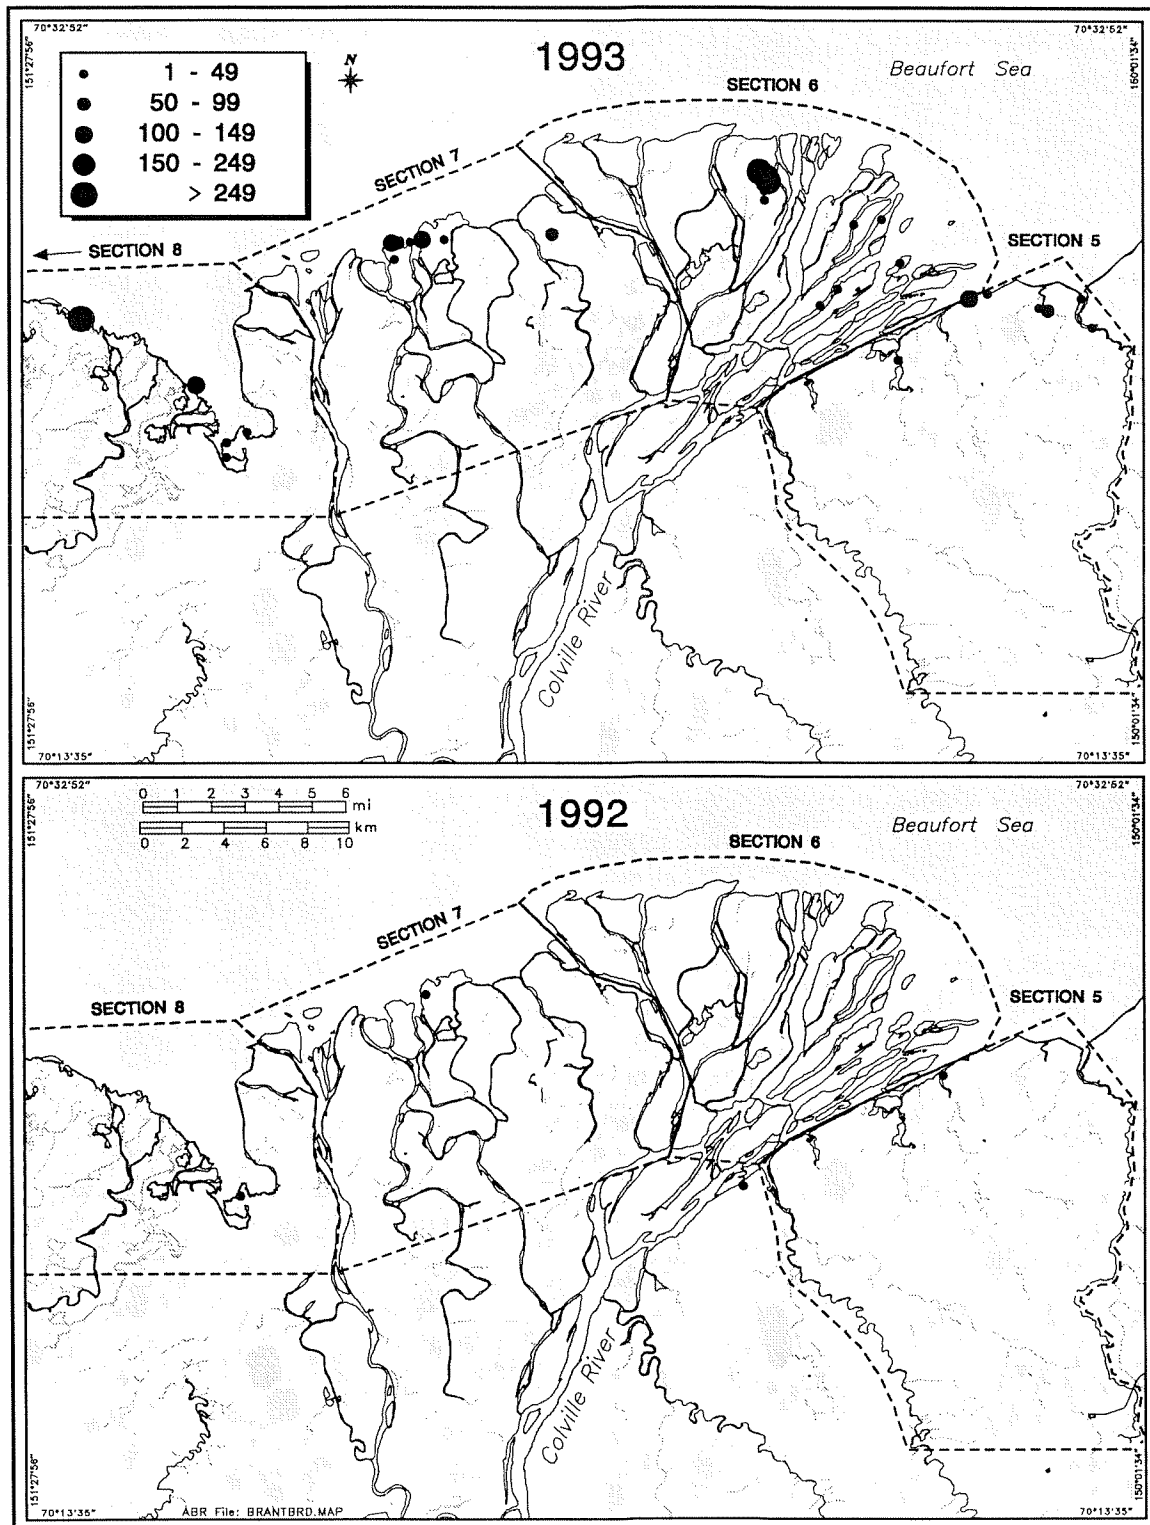 70°32'52"
70°32'52"
151°27'56"
1993
Beaufort Sea
150°01'34"
N
1 - 49
50 - 99
100 - 149
150 - 249
> 249
SECTION 6
SECTION 7
SECTION 8
SECTION 5
Colville River
151°27'56"
150°01'34"
70°13'35"
70°13'35"
70°32'52"
70°32'52"
151°27'56"
0 1 2 3 4 5 6 mi
km
0 2 4 6 8 10
1992
Beaufort Sea
150°01'34"
SECTION 6
SECTION 7
SECTION 8
SECTION 5
Colville River
151°27'56"
150°01'34"
70°13'35"
ABR File: BRANTBRD.MAP
70°13'35"